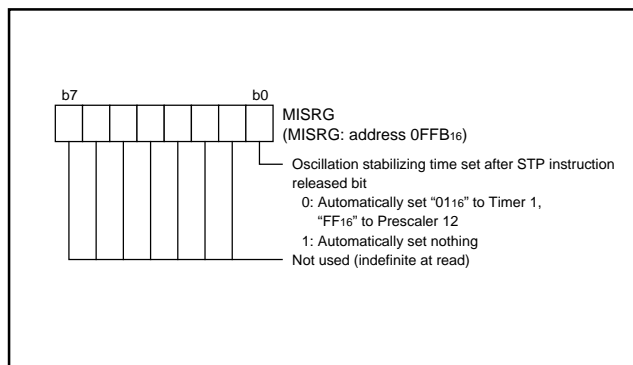 b7 b0
MISRG
(MISRG: address 0FFB16)
Oscillation stabilizing time set after STP instruction
released bit
0: Automatically set “0116” to Timer 1,
“FF16” to Prescaler 12
1: Automatically set nothing
Not used (indefinite at read)